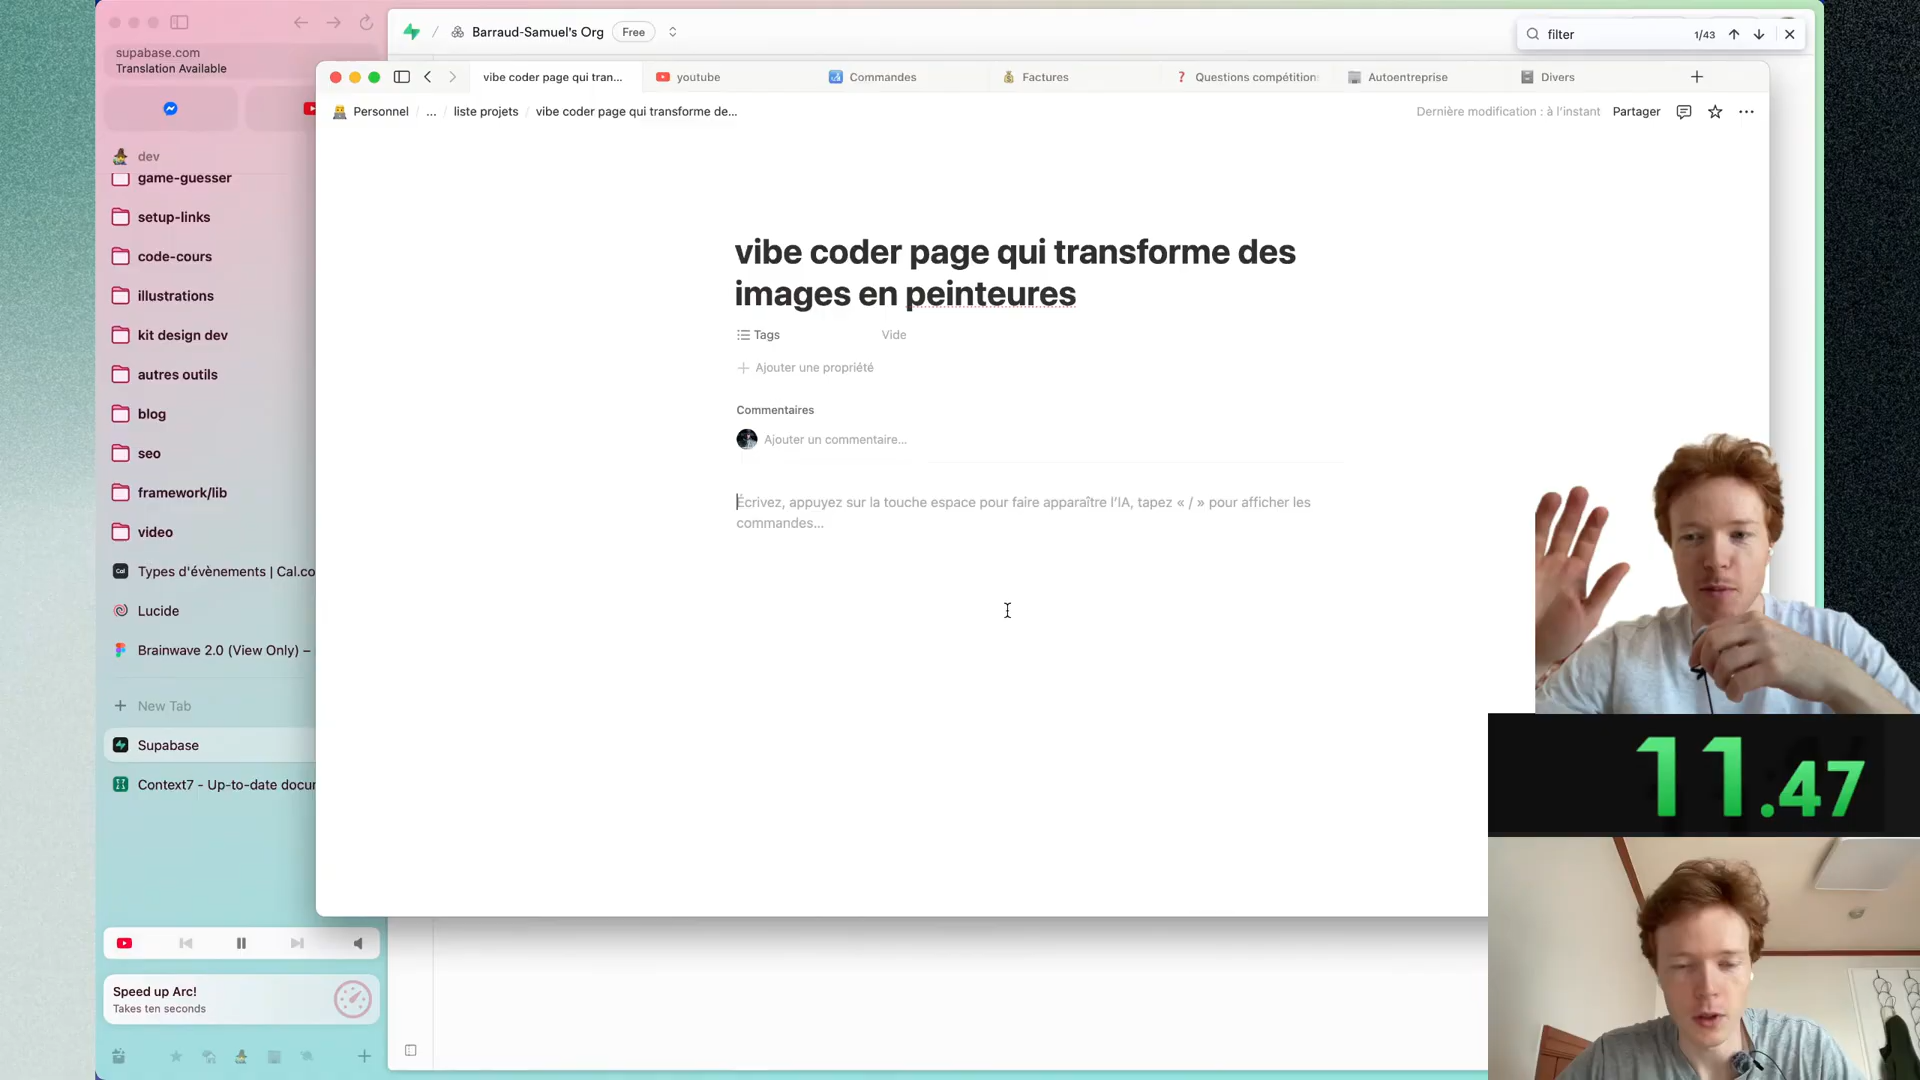 supabase.com
Translation Available
dev
game-guesser
setup-links
code-cours
illustrations
kit design dev
autres outils
blog
seo
framework/lib
video
Types d'évènements | Cal.co
Lucide
Brainwave 2.0 (View Only) –
New Tab
Supabase
Context7 - Up-to-date docur
Speed up Arc!
Takes ten seconds
/ Barraud-Samuel's Org Free
filter 1/43
vibe coder page qui tran... youtube Commandes Factures Questions compétition Autoentreprise Divers
Personnel / ... / liste projets / vibe coder page qui transforme de...
Dernière modification : à l'instant Partager
vibe coder page qui transforme des
images en peinteures
Tags Vide
Ajouter une propriété
Commentaires
Ajouter un commentaire...
Écrivez, appuyez sur la touche espace pour faire apparaître l'IA, tapez « / » pour afficher les
commandes...
11.47